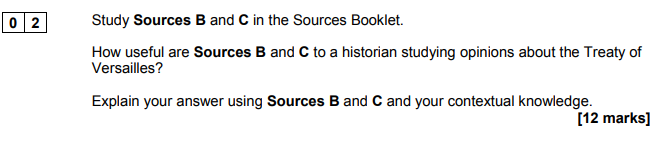 0 2 Study Sources B and C in the Sources Booklet.
How useful are Sources B and C to a historian studying opinions about the Treaty of
Versailles?
Explain your answer using Sources B and C and your contextual knowledge.
[12 marks]